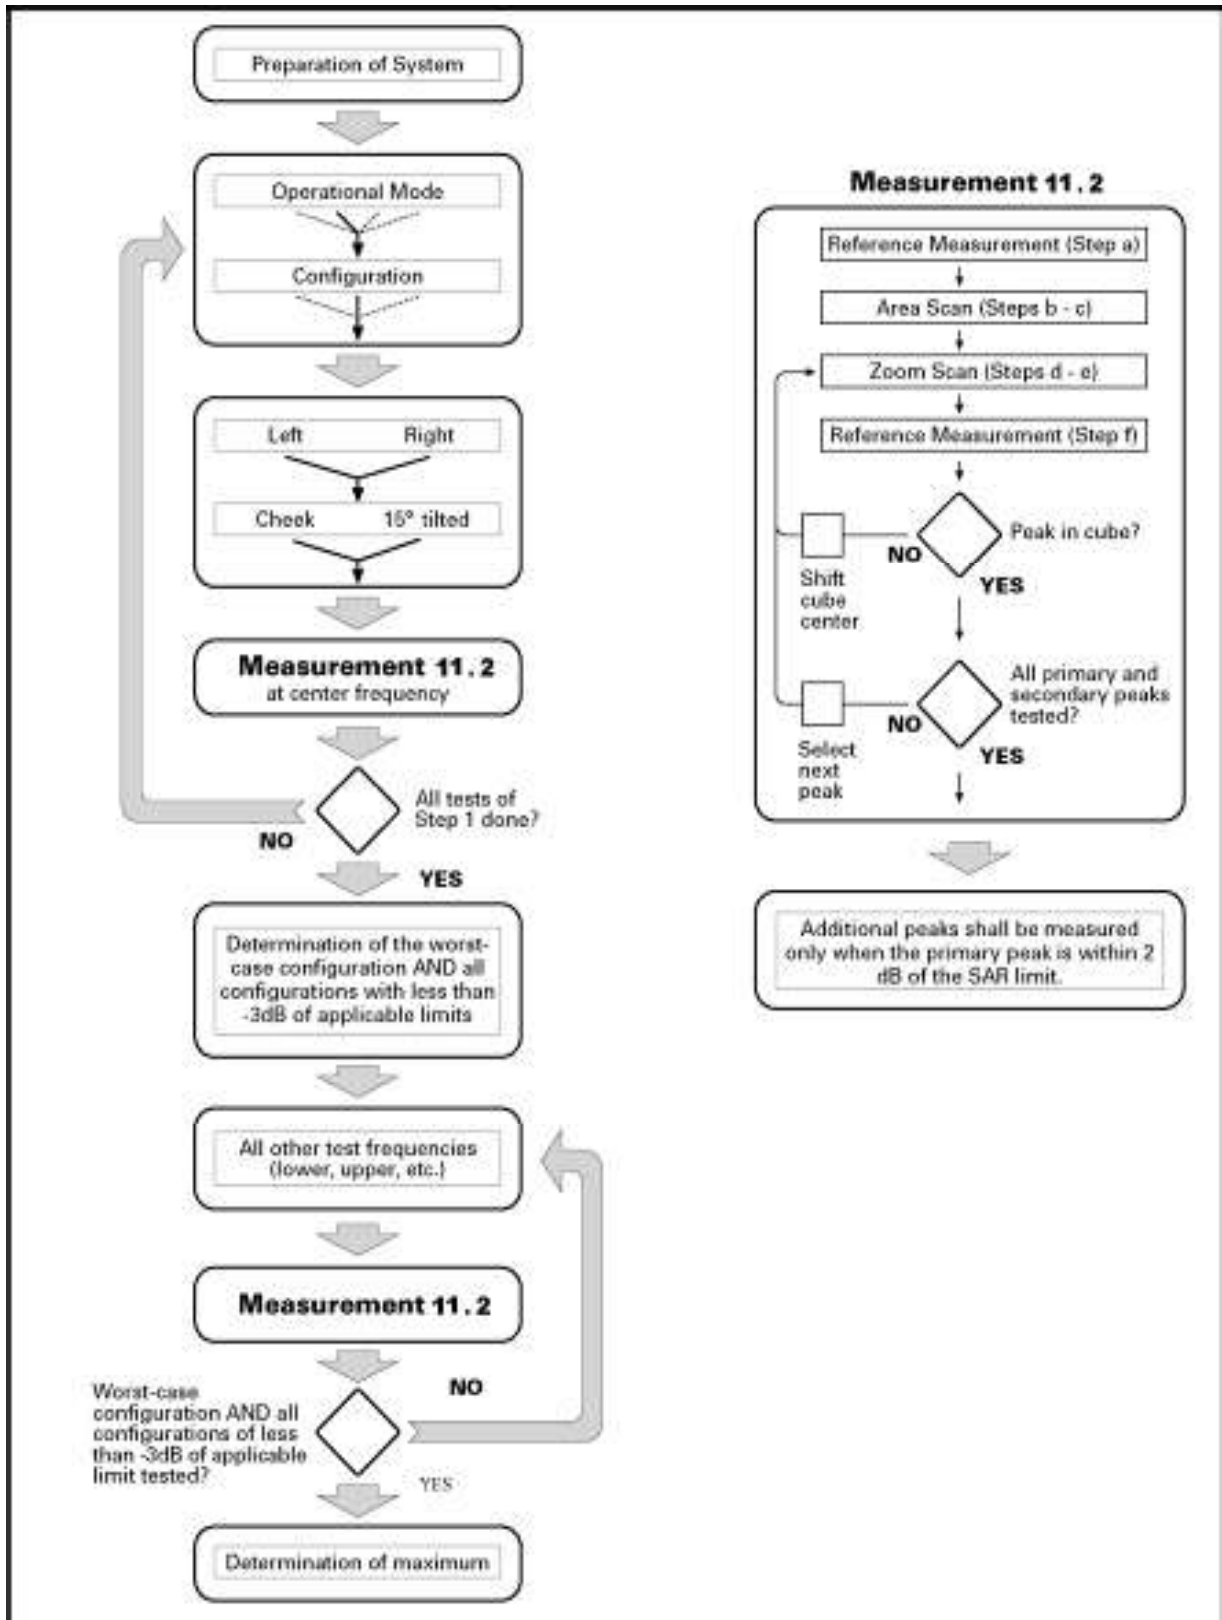 Preparation of System
Operational Mode
Configuration
Left Right
Cheek 15° tilted
Measurement 11.2
at center frequency
All tests of
Step 1 done?
NO
YES
Determination of the worst-
case configuration AND all
configurations with less than
-3dB of applicable limits
All other test frequencies
(lower, upper, etc.)
Measurement 11.2
NO
Worst-case
configuration AND all
configurations of less
than -3dB of applicable
limit tested?
YES
Determination of maximum
Measurement 11.2
Reference Measurement (Step a)
Area Scan (Steps b - c)
Zoom Scan (Steps d - e)
Reference Measurement (Step f)
Peak in cube?
NO
YES
Shift
cube
center
All primary and
secondary peaks
tested?
NO
YES
Select
next
peak
Additional peaks shall be measured
only when the primary peak is within 2
dB of the SAR limit.